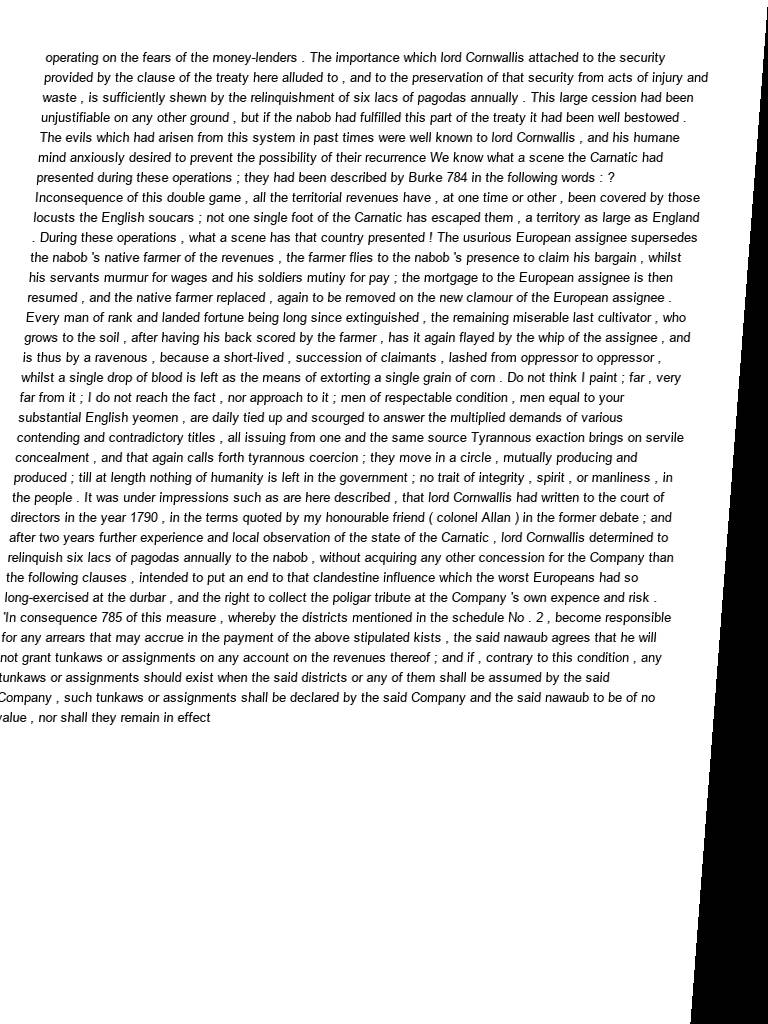 operating on the fears of the money-lenders . The importance which lord Cornwallis attached to the security
provided by the clause of the treaty here alluded to , and to the preservation of that security from acts of injury and
waste , is sufficiently shewn by the relinquishment of six lacs of pagodas annually . This large cession had been
unjustifiable on any other ground , but if the nabob had fulfilled this part of the treaty it had been well bestowed .
The evils which had arisen from this system in past times were well known to lord Cornwallis , and his humane
mind anxiously desired to prevent the possibility of their recurrence We know what a scene the Carnatic had
presented during these operations ; they had been described by Burke 784 in the following words : ?
Inconsequence of this double game , all the territorial revenues have , at one time or other , been covered by those
locusts the English soucars ; not one single foot of the Carnatic has escaped them , a territory as large as England
. During these operations , what a scene has that country presented ! The usurious European assignee supersedes
the nabob 's native farmer of the revenues , the farmer flies to the nabob 's presence to claim his bargain , whilst
his servants murmur for wages and his soldiers mutiny for pay ; the mortgage to the European assignee is then
resumed , and the native farmer replaced , again to be removed on the new clamour of the European assignee .
Every man of rank and landed fortune being long since extinguished , the remaining miserable last cultivator , who
grows to the soil , after having his back scored by the farmer , has it again flayed by the whip of the assignee , and
is thus by a ravenous , because a short-lived , succession of claimants , lashed from oppressor to oppressor ,
whilst a single drop of blood is left as the means of extorting a single grain of corn . Do not think I paint ; far , very
far from it ; I do not reach the fact , nor approach to it ; men of respectable condition , men equal to your
substantial English yeomen , are daily tied up and scourged to answer the multiplied demands of various
contending and contradictory titles , all issuing from one and the same source Tyrannous exaction brings on servile
concealment , and that again calls forth tyrannous coercion ; they move in a circle , mutually producing and
produced ; till at length nothing of humanity is left in the government ; no trait of integrity , spirit , or manliness , in
the people . It was under impressions such as are here described , that lord Cornwallis had written to the court of
directors in the year 1790 , in the terms quoted by my honourable friend ( colonel Allan ) in the former debate ; and
after two years further experience and local observation of the state of the Carnatic , lord Cornwallis determined to
relinquish six lacs of pagodas annually to the nabob , without acquiring any other concession for the Company than
the following clauses , intended to put an end to that clandestine influence which the worst Europeans had so
long-exercised at the durbar , and the right to collect the poligar tribute at the Company 's own expence and risk .
'In consequence 785 of this measure , whereby the districts mentioned in the schedule No . 2 , become responsible
for any arrears that may accrue in the payment of the above stipulated kists , the said nawaub agrees that he will
not grant tunkaws or assignments on any account on the revenues thereof ; and if , contrary to this condition , any
tunkaws or assignments should exist when the said districts or any of them shall be assumed by the said
Company , such tunkaws or assignments shall be declared by the said Company and the said nawaub to be of no
value , nor shall they remain in effect